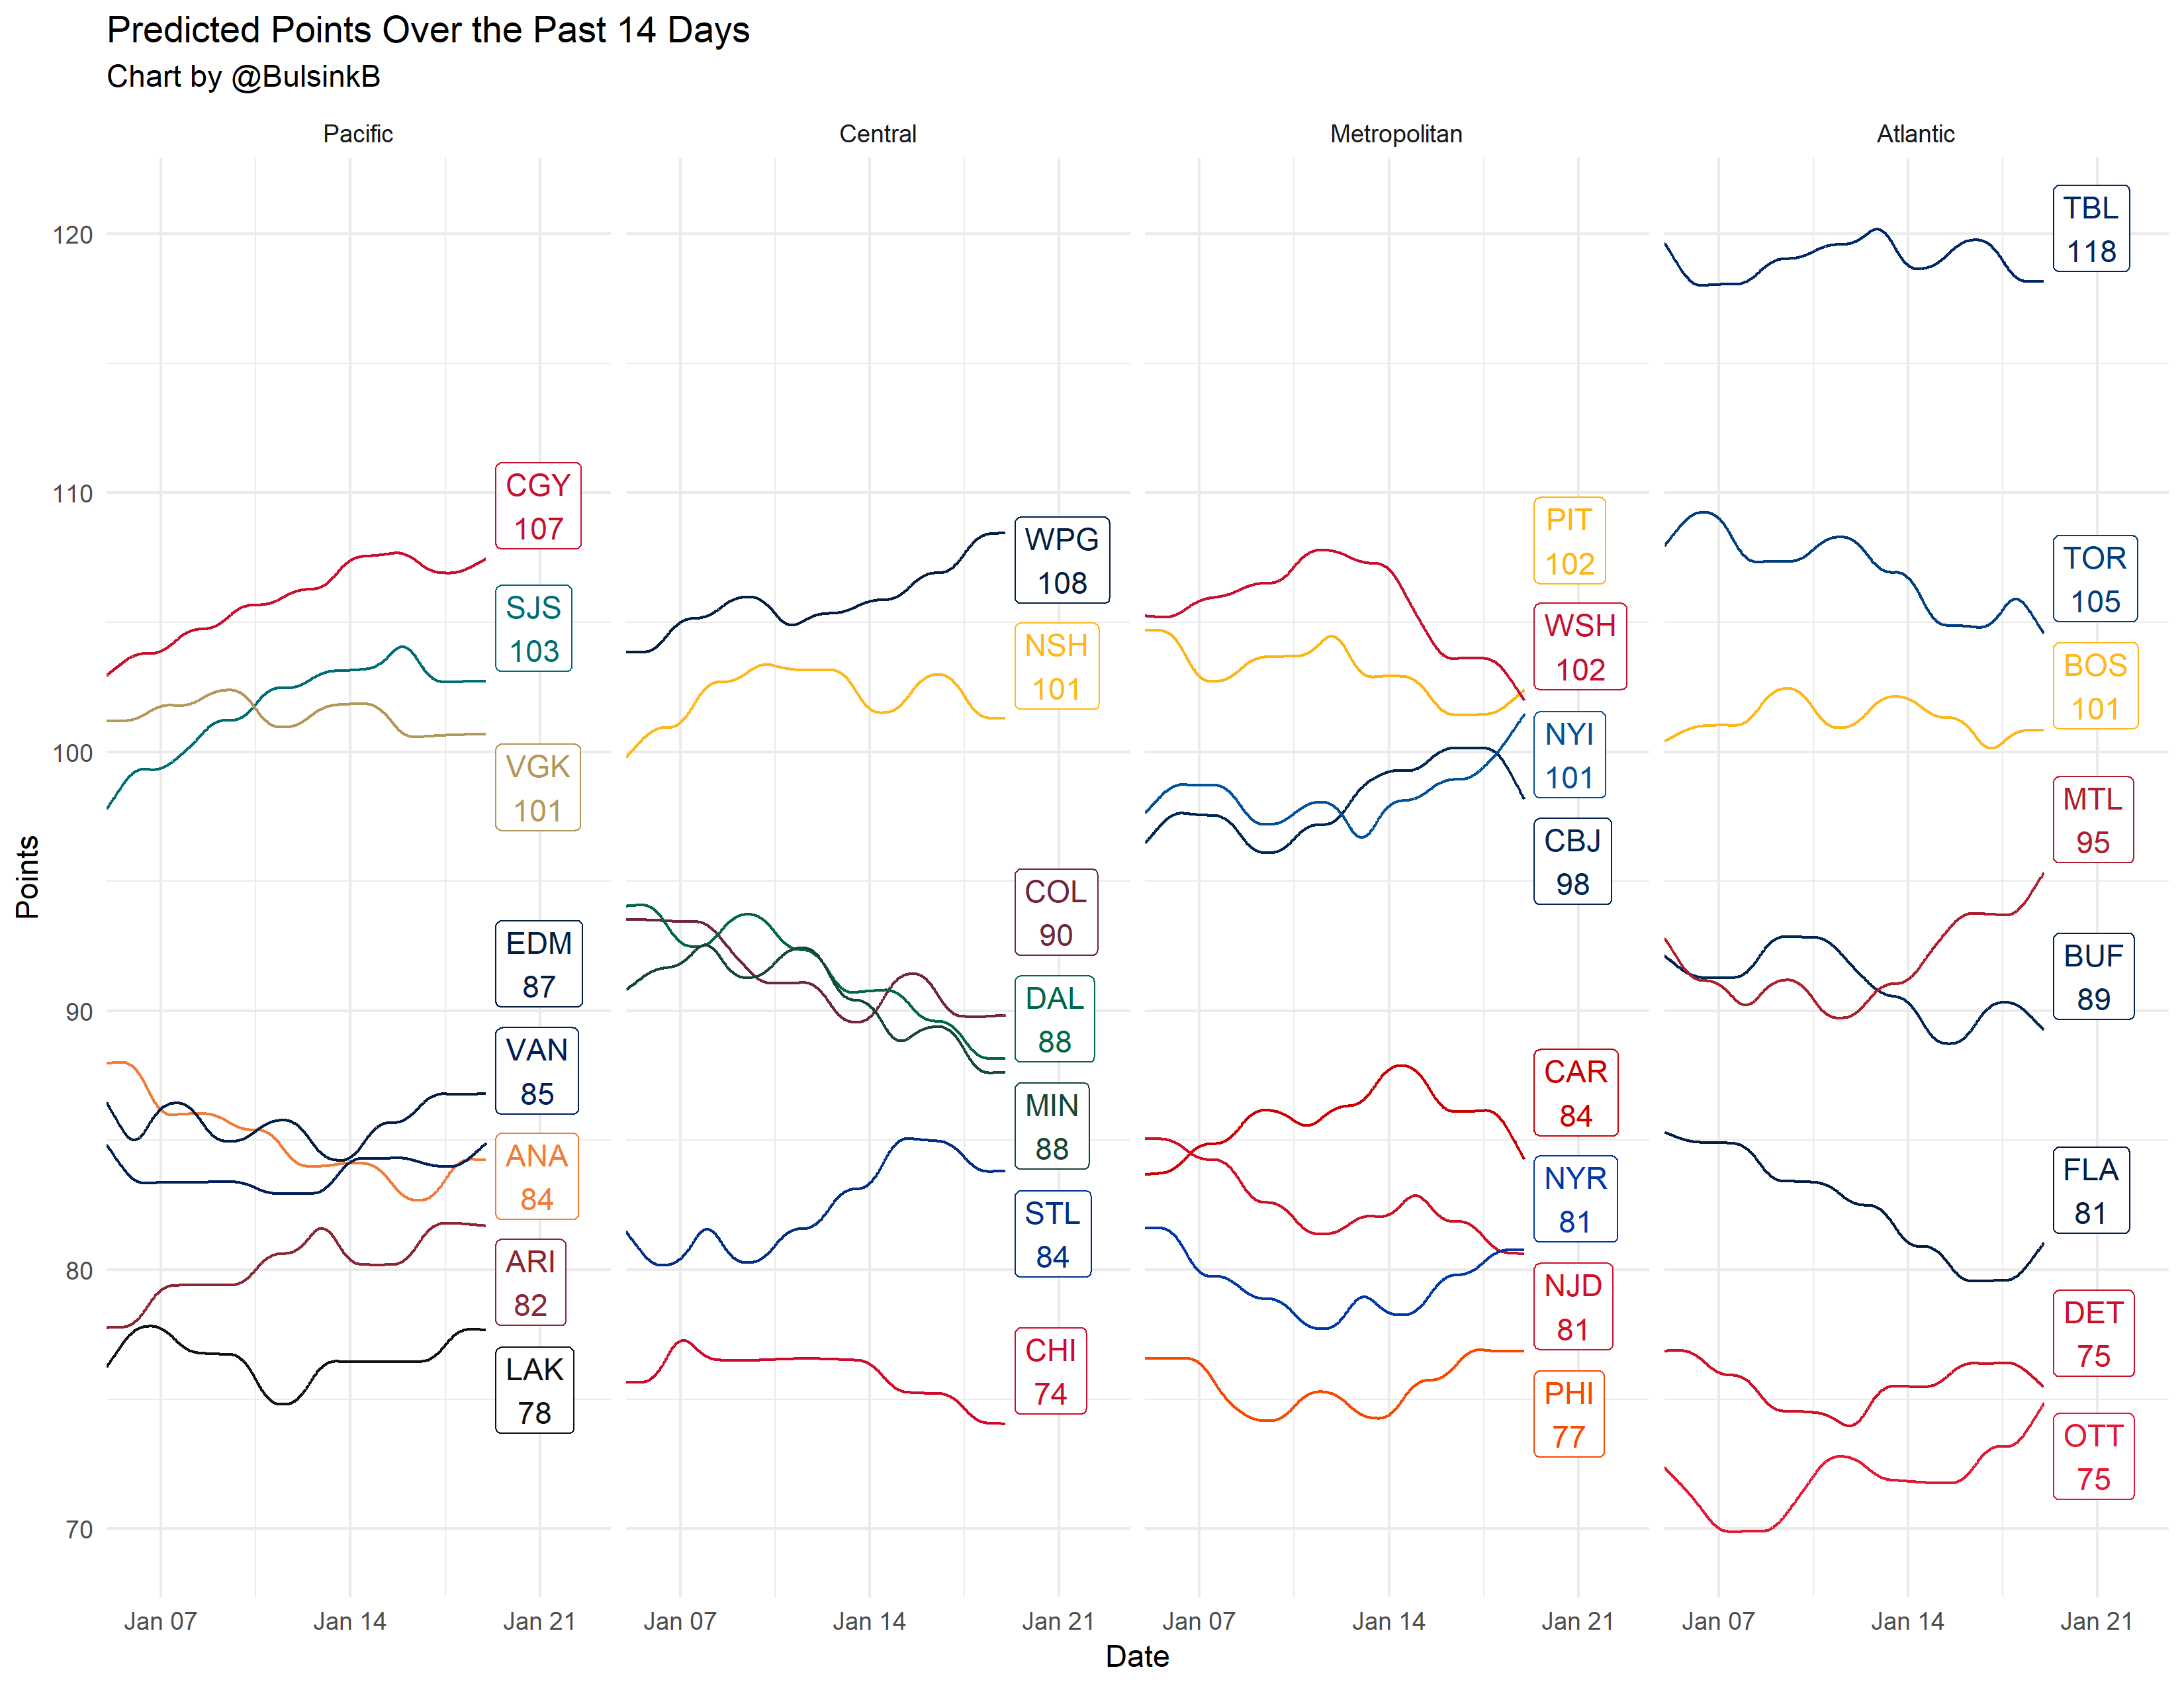 Predicted Points Over the Past 14 Days
Chart by @BulsinkB
Pacific
Central
Metropolitan
Atlantic
Points
120
110
100
90
80
70
CGY
107
SJS
103
VGK
101
EDM
87
VAN
85
ANA
84
ARI
82
LAK
78
WPG
108
NSH
101
COL
90
DAL
88
MIN
88
STL
84
CHI
74
PIT
102
WSH
102
NYI
101
CBJ
98
CAR
84
NYR
81
NJD
81
PHI
77
TBL
118
TOR
105
BOS
101
MTL
95
BUF
89
FLA
81
DET
75
OTT
75
Jan 07
Jan 14
Jan 21
Jan 07
Jan 14
Jan 21
Jan 07
Jan 14
Jan 21
Jan 07
Jan 14
Jan 21
Date